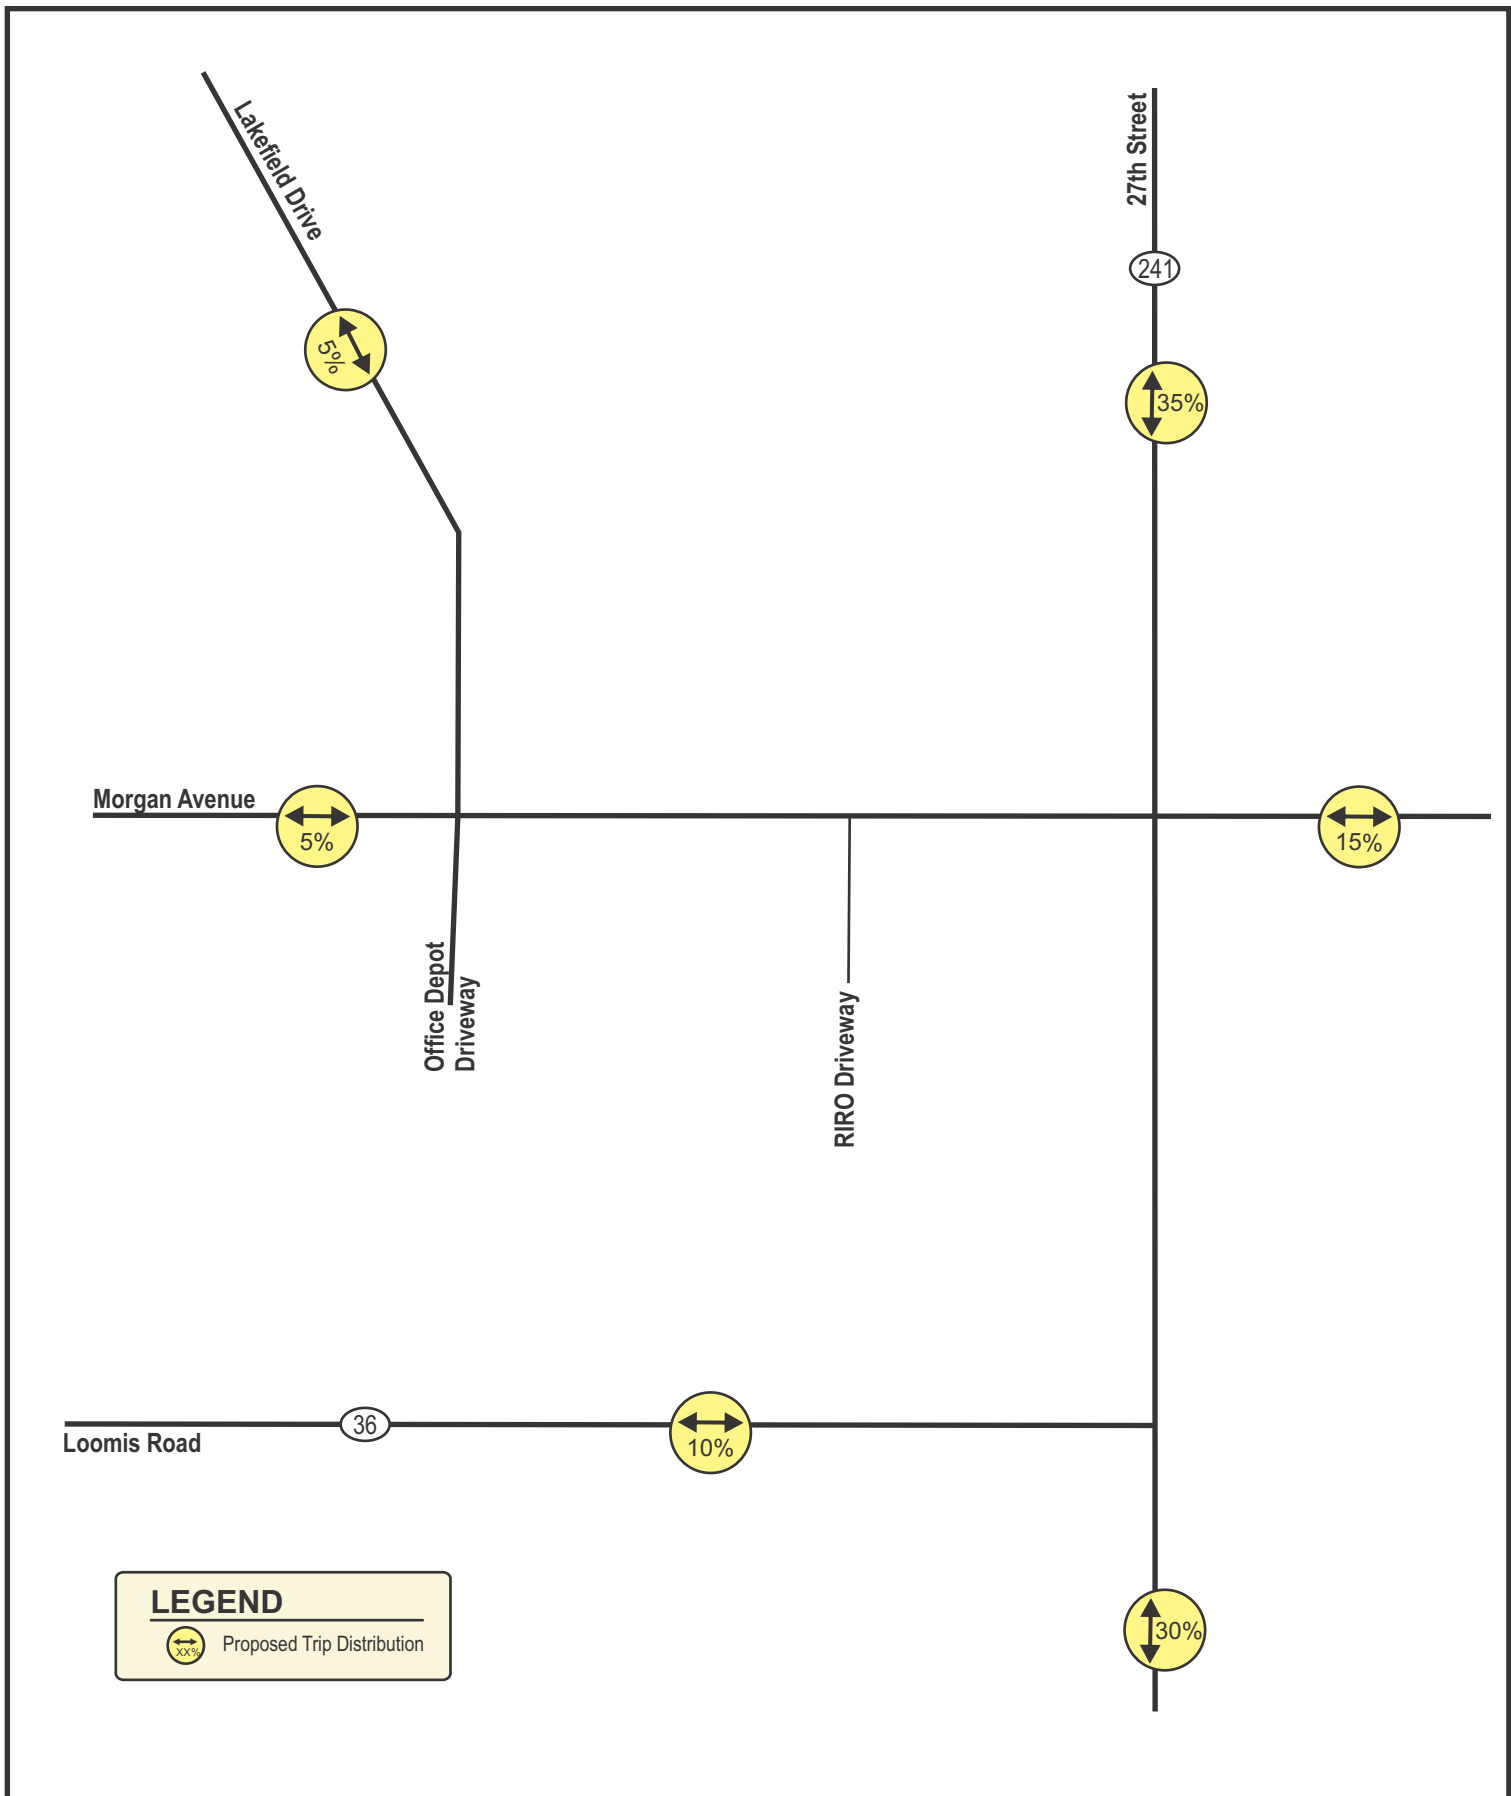 Lakefield Drive
27th Street
241
5%
35%
Morgan Avenue
5%
15%
Office Depot
Driveway
RIRO Driveway
36
Loomis Road
10%
LEGEND
XX%
Proposed Trip Distribution
30%